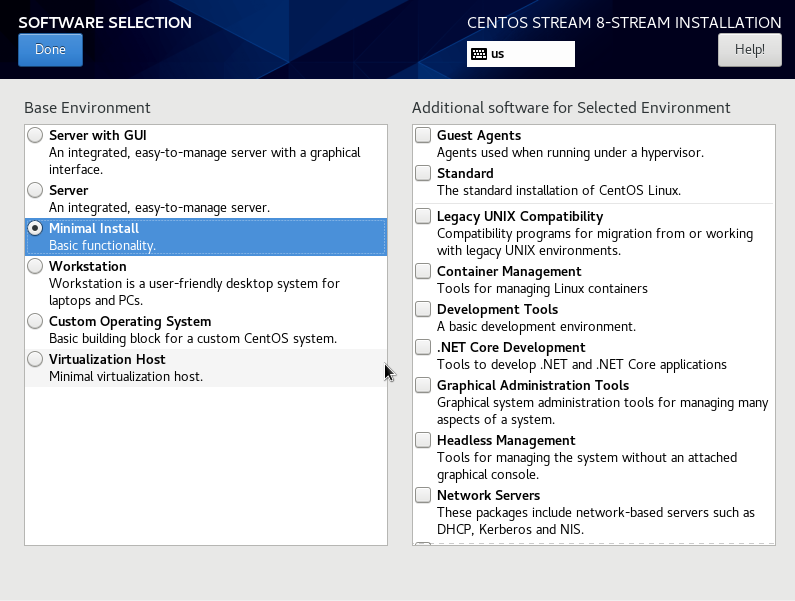 SOFTWARE SELECTION
CENTOS STREAM 8-STREAM INSTALLATION
Done
us
Help!
Base Environment
Server with GUI
An integrated, easy-to-manage server with a graphical
interface.
Server
An integrated, easy-to-manage server.
Minimal Install
Basic functionality.
Workstation
Workstation is a user-friendly desktop system for
laptops and PCs.
Custom Operating System
Basic building block for a custom CentOS system.
Virtualization Host
Minimal virtualization host.
Additional software for Selected Environment
Guest Agents
Agents used when running under a hypervisor.
Standard
The standard installation of CentOS Linux.
Legacy UNIX Compatibility
Compatibility programs for migration from or working
with legacy UNIX environments.
Container Management
Tools for managing Linux containers
Development Tools
A basic development environment.
.NET Core Development
Tools to develop .NET and .NET Core applications
Graphical Administration Tools
Graphical system administration tools for managing many
aspects of a system.
Headless Management
Tools for managing the system without an attached
graphical console.
Network Servers
These packages include network-based servers such as
DHCP, Kerberos and NIS.